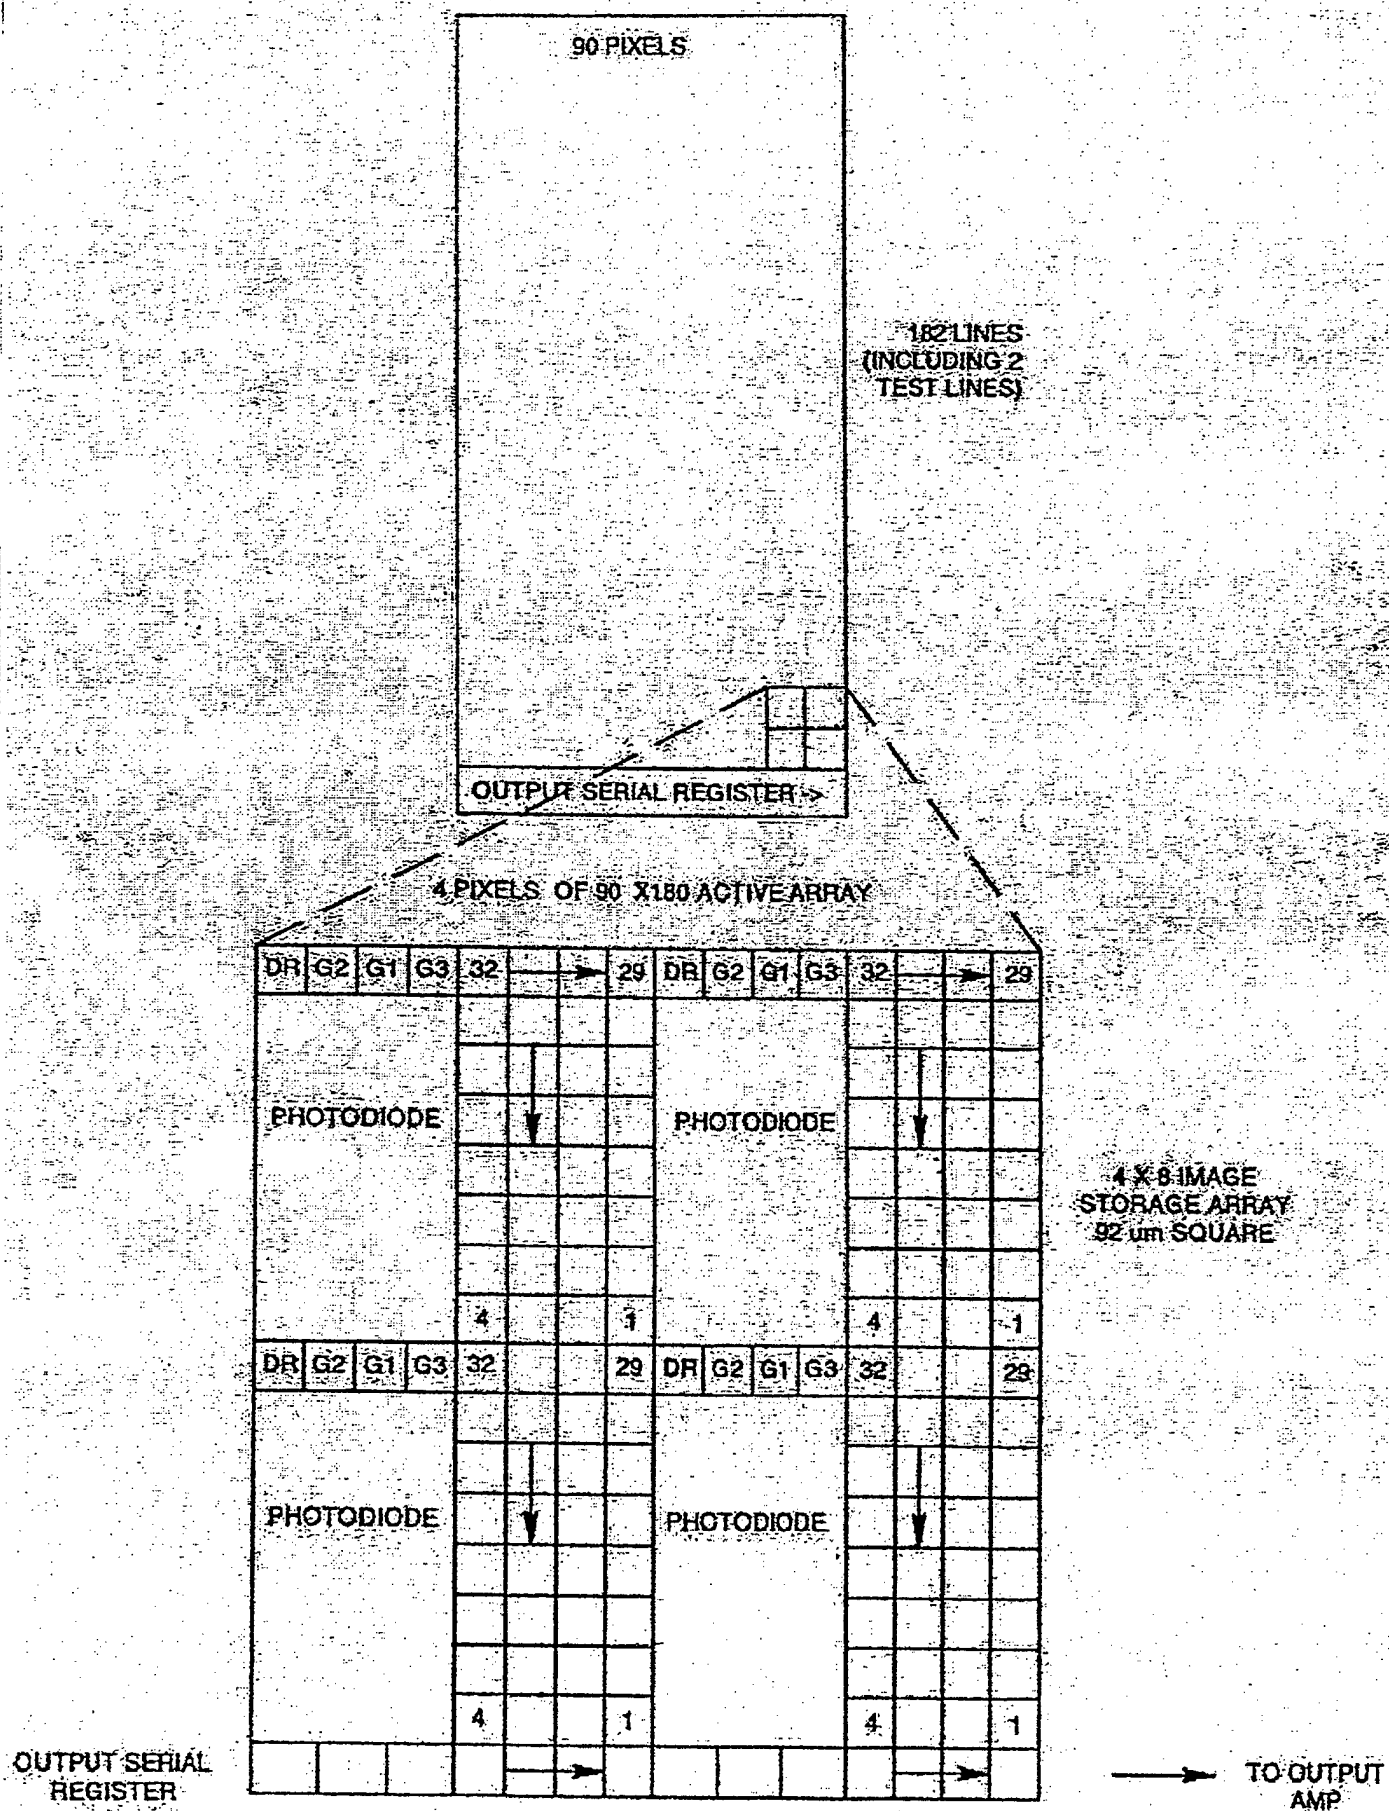 90 PIXELS
182 LINES
(INCLUDING 2
TEST LINES)
OUTPUT SERIAL REGISTER ->
4 PIXELS OF 90 X180 ACTIVE ARRAY
DR G2 G1 G3 32 29 DR G2 G1 G3 32 29
PHOTODIODE PHOTODIODE
4 X 8 IMAGE
STORAGE ARRAY
92 um SQUARE
4 1 4 1
DR G2 G1 G3 32 29 DR G2 G1 G3 32 29
PHOTODIODE PHOTODIODE
4 1 4 1
OUTPUT SERIAL
REGISTER
TO OUTPUT
AMP